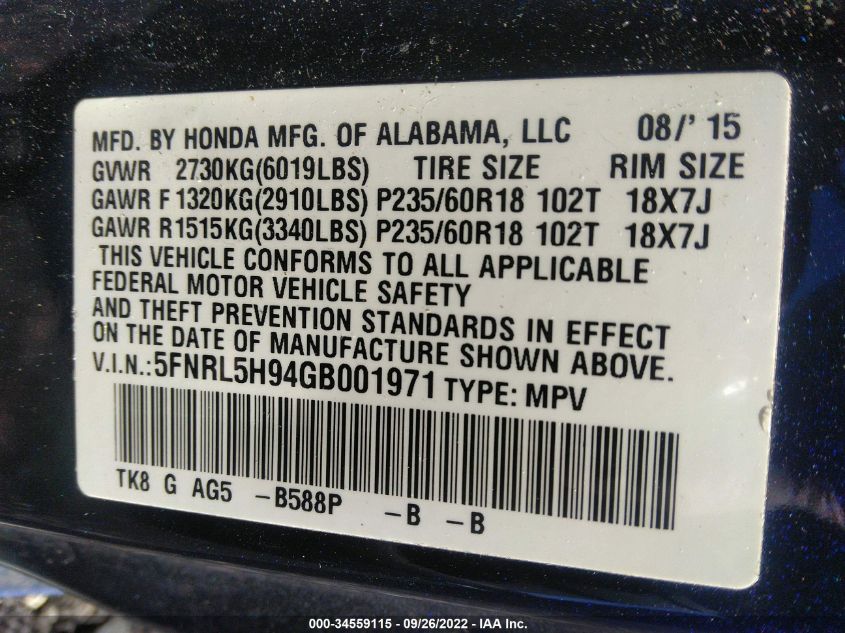 MFD. BY HONDA MFG. OF ALABAMA, LLC 08/' 15
GVWR 2730KG(6019LBS) TIRE SIZE RIM SIZE
GAWR F 1320KG(2910LBS) P235/60R18 102T 18X7J
GAWR R1515KG(3340LBS) P235/60R18 102T 18X7J
THIS VEHICLE CONFORMS TO ALL APPLICABLE
FEDERAL MOTOR VEHICLE SAFETY
AND THEFT PREVENTION STANDARDS IN EFFECT
ON THE DATE OF MANUFACTURE SHOWN ABOVE.
V.I.N.:5FNRL5H94GB001971 TYPE: MPV
TK8 G AG5 -B588P -B -B
000-34559115 - 09/26/2022 - IAA Inc.